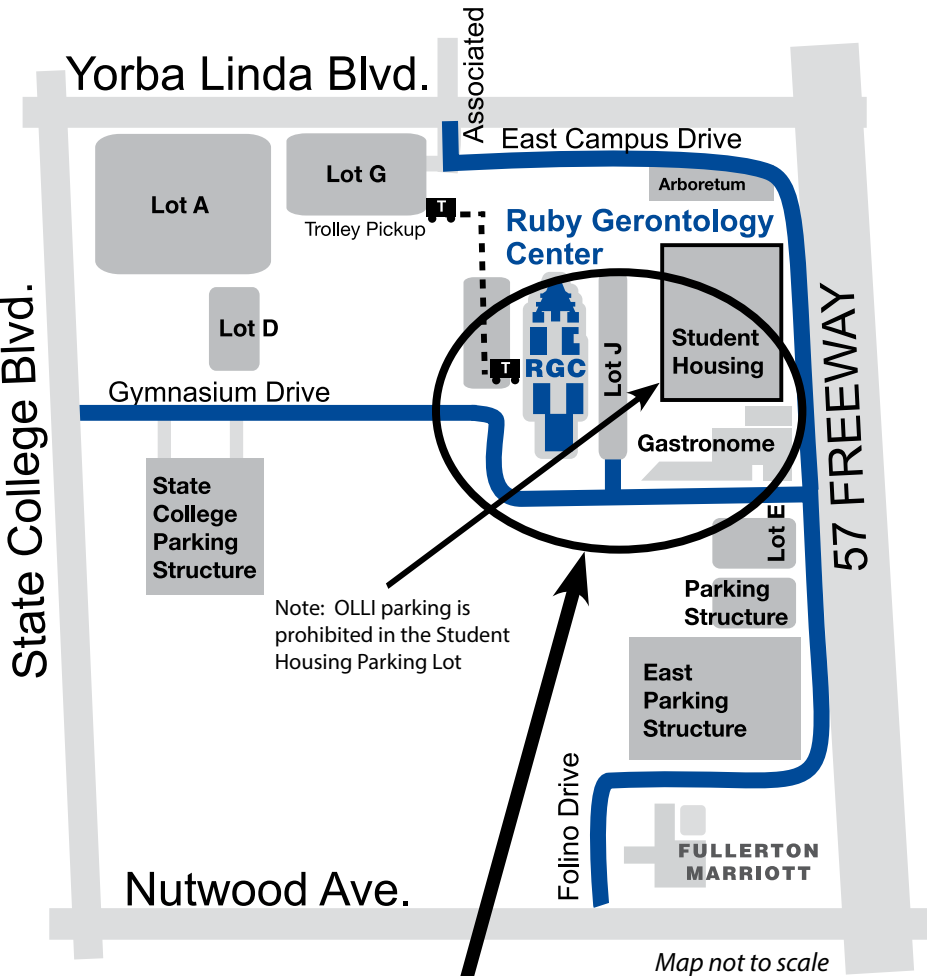 Yorba Linda Blvd.
Associated
East Campus Drive
Lot A
Lot G
Arboretum
T
Trolley Pickup
Ruby Gerontology
Center
Lot D
Student
Housing
T
RGC
Lot J
State College Blvd.
57 FREEWAY
Gymnasium Drive
Gastronome
State
College
Parking
Structure
Lot E
Parking
Structure
Note: OLLI parking is
prohibited in the Student
Housing Parking Lot
East
Parking
Structure
Folino Drive
FULLERTON
MARRIOTT
Nutwood Ave.
Map not to scale